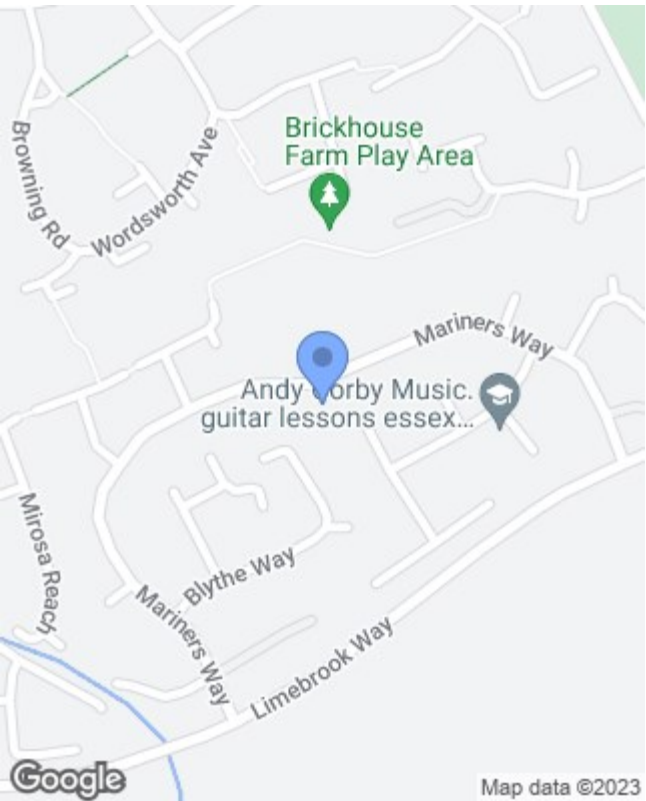 Brickhouse
Farm Play Area
Browning Rd
Wordsworth Ave
Mariners Way
Andy Corby Music.
guitar lessons essex...
Mirosa Reach
Blythe Way
Mariners Way
Limebrook Way
Google
Map data ©2023